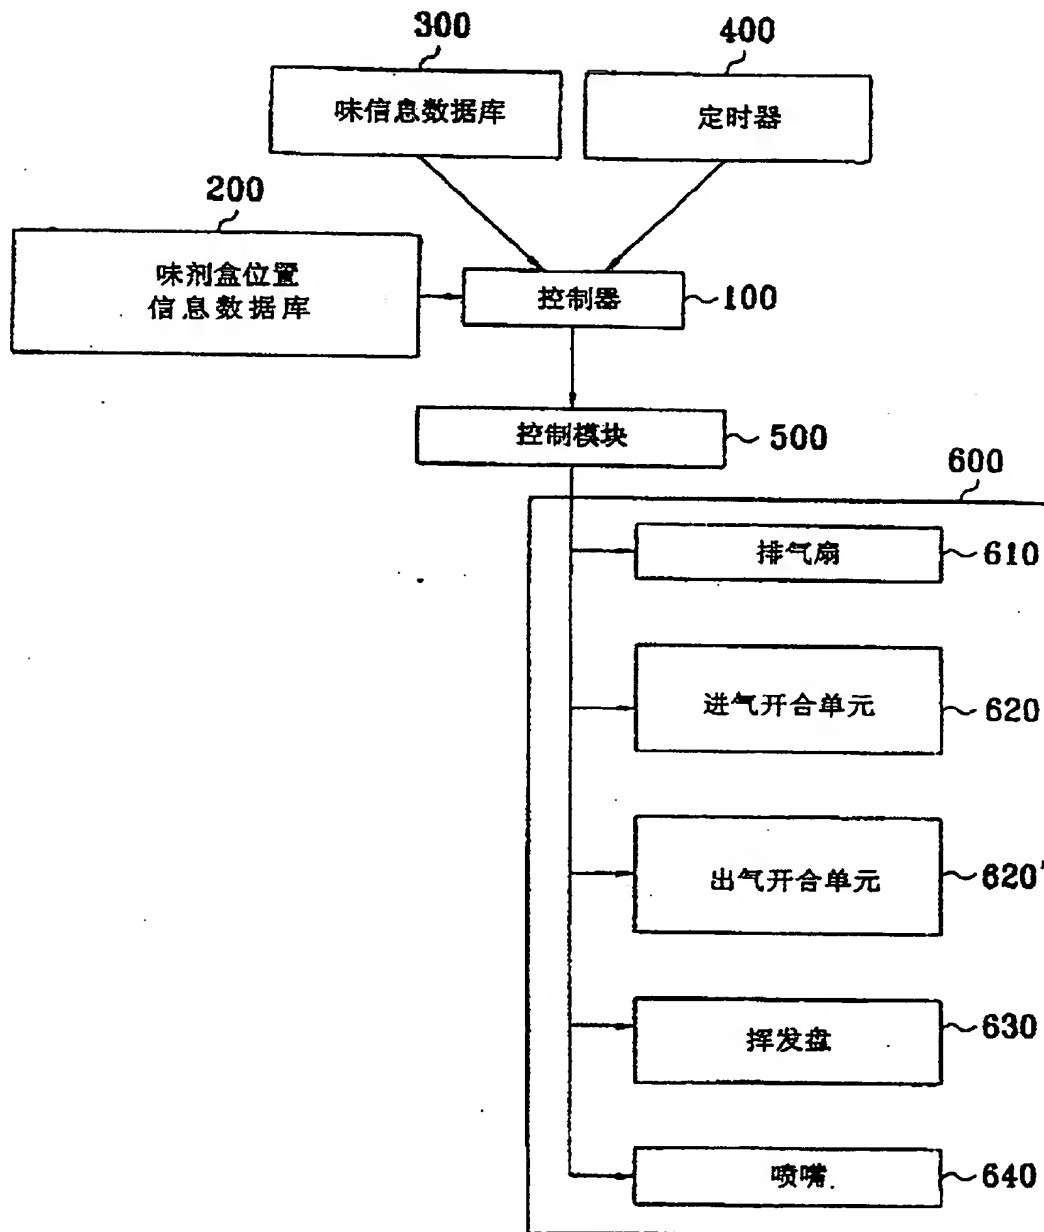 300
400
味信息数据库
定时器
200
味剂盒位置
信息数据库
控制器
100
控制模块
500
600
排气扇
610
进气开合单元
620
出气开合单元
620'
挥发盘
630
喷嘴
640